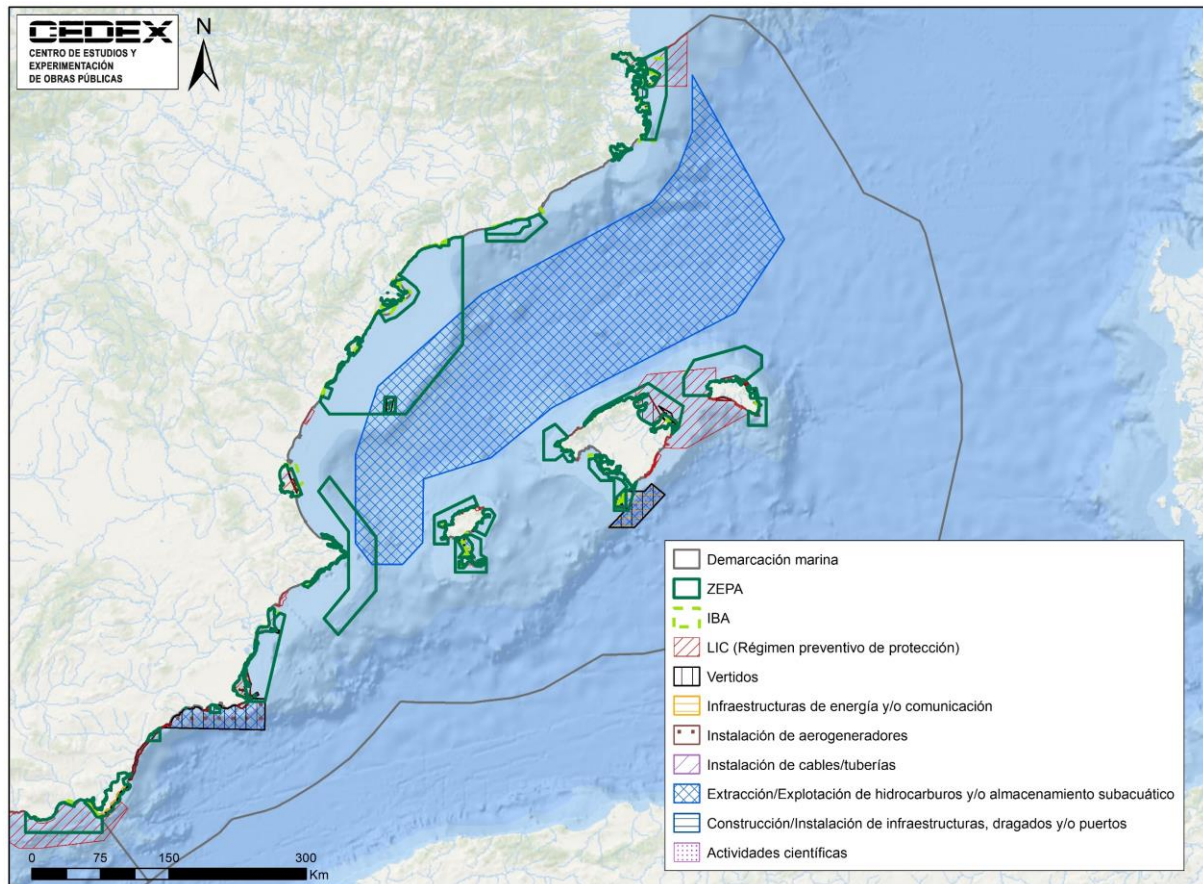 CEDEX
CENTRO DE ESTUDIOS Y
EXPERIMENTACIÓN
DE OBRAS PÚBLICAS
N
Demarcación marina
ZEPA
IBA
LIC (Régimen preventivo de protección)
Vertidos
Infraestructuras de energía y/o comunicación
Instalación de aerogeneradores
Instalación de cables/tuberías
Extracción/Explotación de hidrocarburos y/o almacenamiento subacuático
Construcción/Instalación de infraestructuras, dragados y/o puertos
Actividades científicas
0 75 150 300
Km